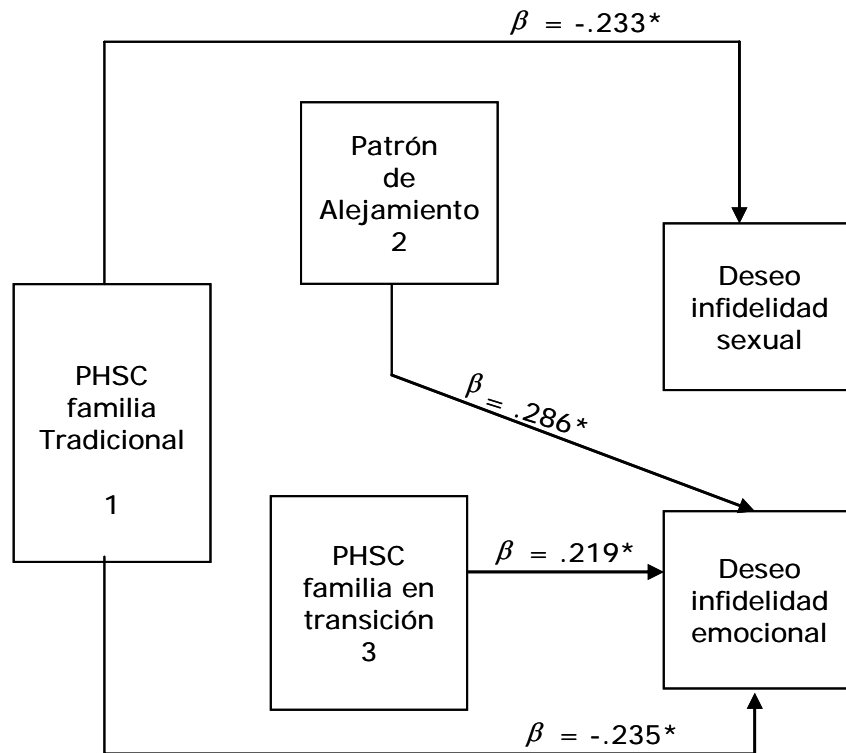 β = -.233*
Patrón
de
Alejamiento
2
Deseo
infidelidad
sexual
PHSC
familia
Tradicional
1
β = .286*
PHSC
familia en
transición
3
β = .219*
Deseo
infidelidad
emocional
β = -.235*